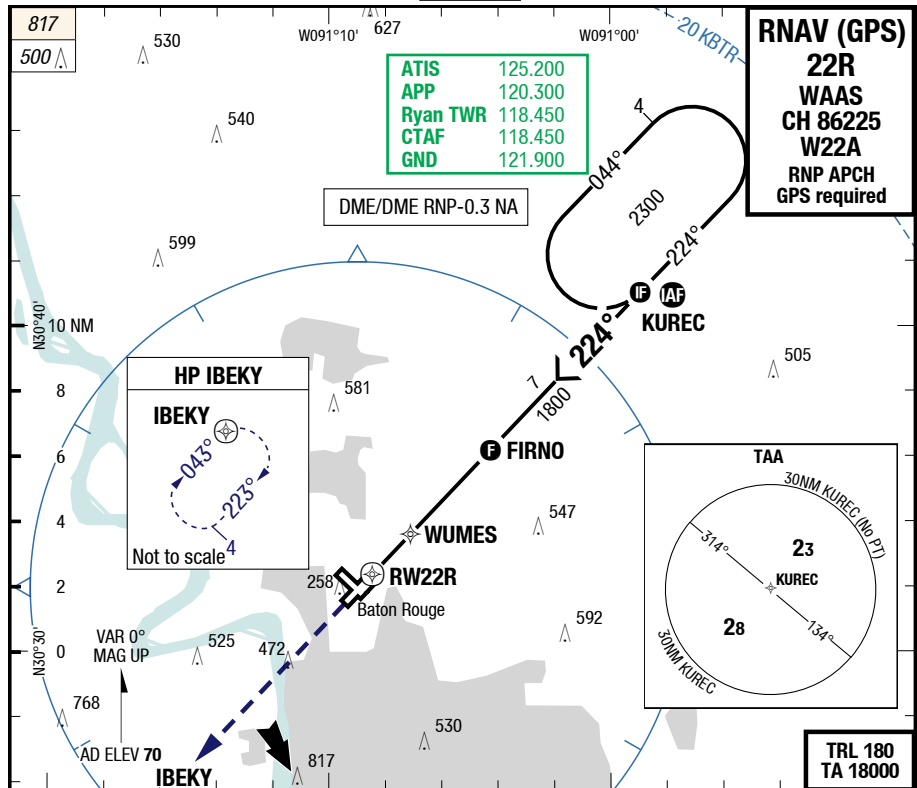 817
500
530
627
W091°10'
W091°00'
20 KBTR
RNAV (GPS)
22R
WAAS
CH 86225
W22A
RNP APCH
GPS required
ATIS 125.200
APP 120.300
Ryan TWR 118.450
CTAF 118.450
GND 121.900
540
4
044°
2300
224°
DME/DME RNP-0.3 NA
599
IF IAF
KUREC
N30°40'
10 NM
224°
505
HP IBEKY
IBEKY
043°
223°
4
Not to scale
8
581
7
1800
6
F FIRNO
TAA
30NM KUREC (No PT)
314°
23
KUREC
28
134°
30NM KUREC
4
547
WUMES
2
258
RW22R
Baton Rouge
592
N30°30'
VAR 0°
MAG UP
525
472
0
768
530
AD ELEV 70
IBEKY
817
TRL 180
TA 18000